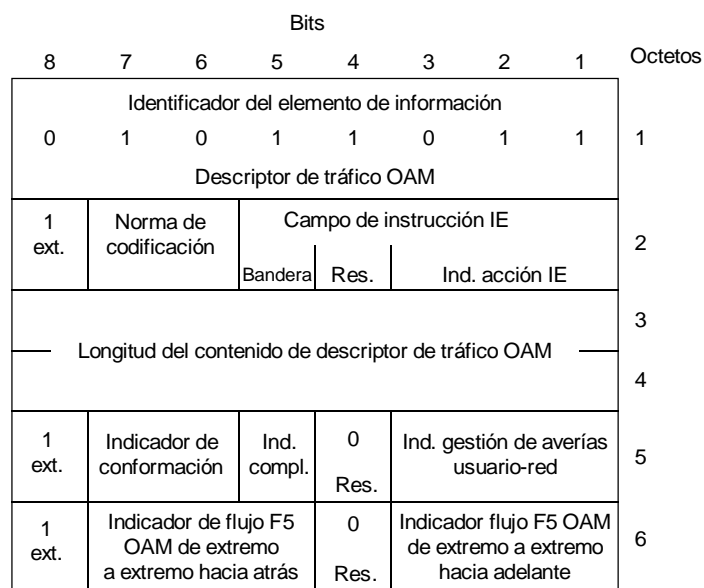 Bits
8 7 6 5 4 3 2 1 Octetos
Identificador del elemento de información
0 1 0 1 1 0 1 1 1
Descriptor de tráfico OAM
1 Norma de Campo de instrucción IE
ext. codificación 2
Bandera Res. Ind. acción IE
3
Longitud del contenido de descriptor de tráfico OAM
4
1 Indicador de Ind. 0 Ind. gestión de averías
ext. conformación compl. usuario-red 5
Res.
1 Indicador de flujo F5 0 Indicador flujo F5 OAM
ext. OAM de extremo de extremo a extremo 6
a extremo hacia atrás Res. hacia adelante